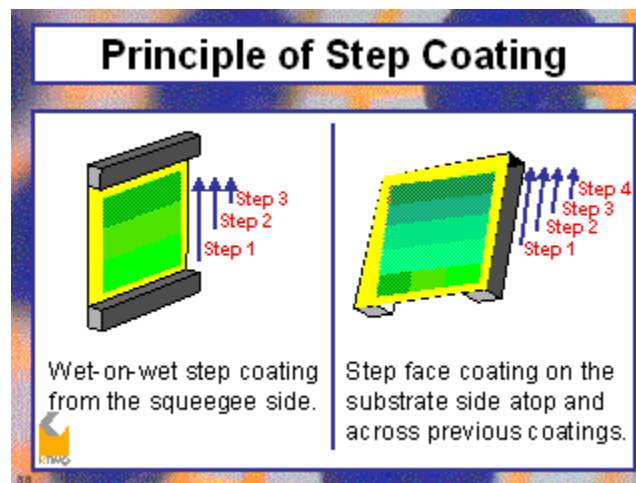 Principle of Step Coating
Step 3
Step 2
Step 1
Wet-on-wet step coating
from the squeegee side.
Step 4
Step 3
Step 2
Step 1
Step face coating on the
substrate side atop and
across previous coatings.